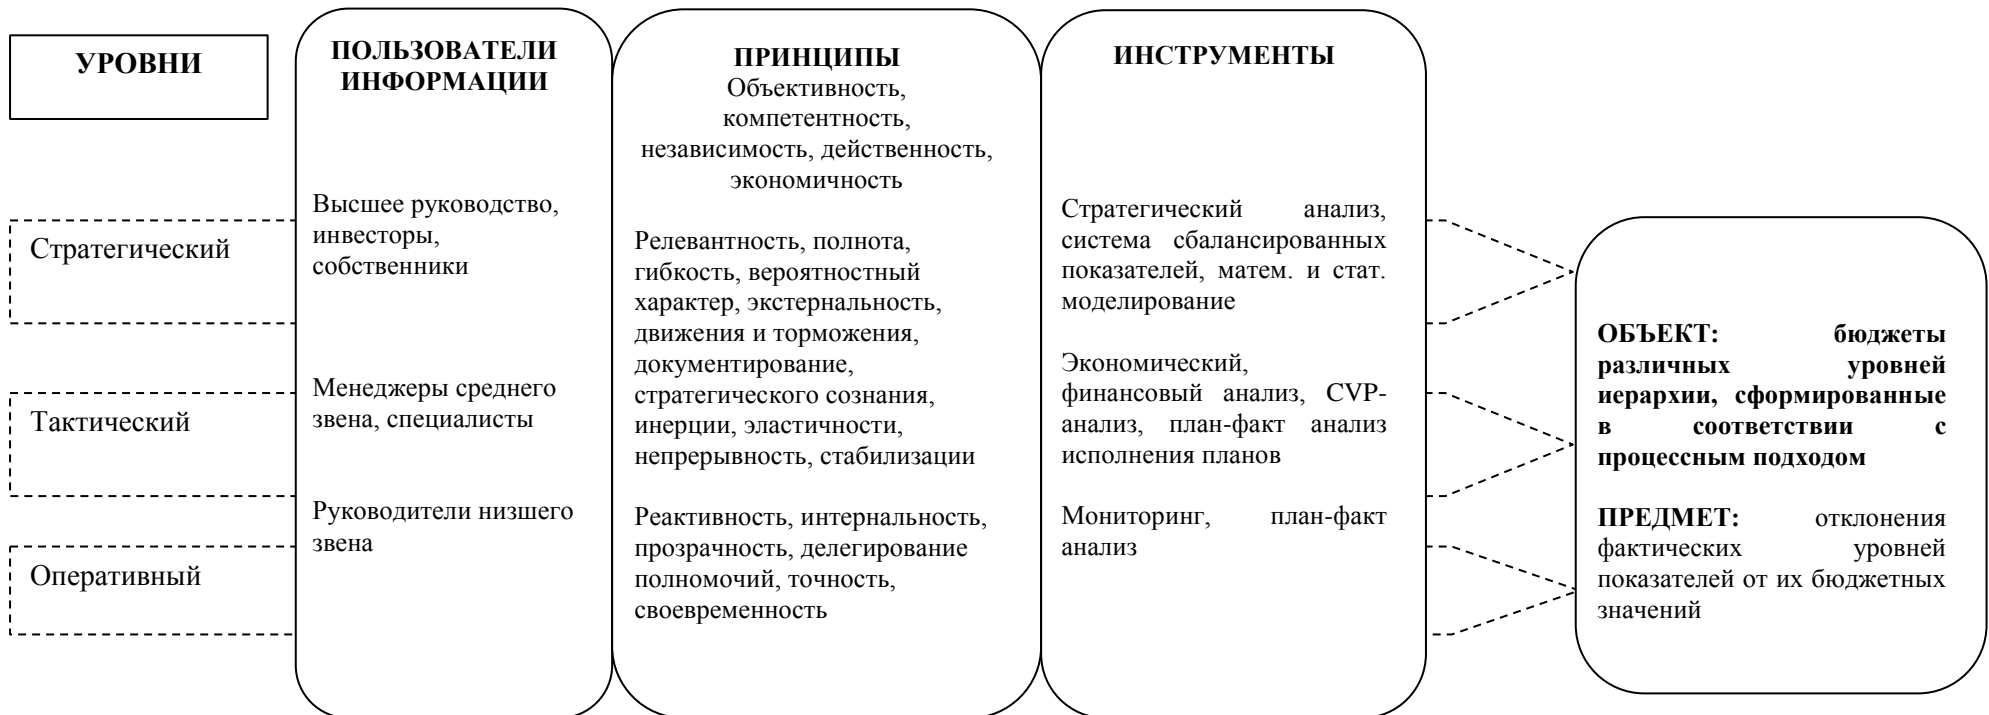 УРОВНИ
Стратегический
Тактический
Оперативный
ПОЛЬЗОВАТЕЛИ
ИНФОРМАЦИИ
Высшее руководство,
инвесторы,
собственники
Менеджеры среднего
звена, специалисты
Руководители низшего
звена
ПРИНЦИПЫ
Объективность,
компетентность,
независимость, действенность,
экономичность
Релевантность, полнота,
гибкость, вероятностный
характер, экстернальность,
движения и торможения,
документирование,
стратегического сознания,
инерции, эластичности,
непрерывность, стабилизации
Реактивность, интернальность,
прозрачность, делегирование
полномочий, точность,
своевременность
ИНСТРУМЕНТЫ
Стратегический анализ,
система сбалансированных
показателей, матем. и стат.
моделирование
Экономический,
финансовый анализ, CVP-
анализ, план-факт анализ
исполнения планов
Мониторинг, план-факт
анализ
ОБЪЕКТ: бюджеты
различных уровней
иерархии, сформированные
в соответствии с
процессным подходом
ПРЕДМЕТ: отклонения
фактических уровней
показателей от их бюджетных
значений